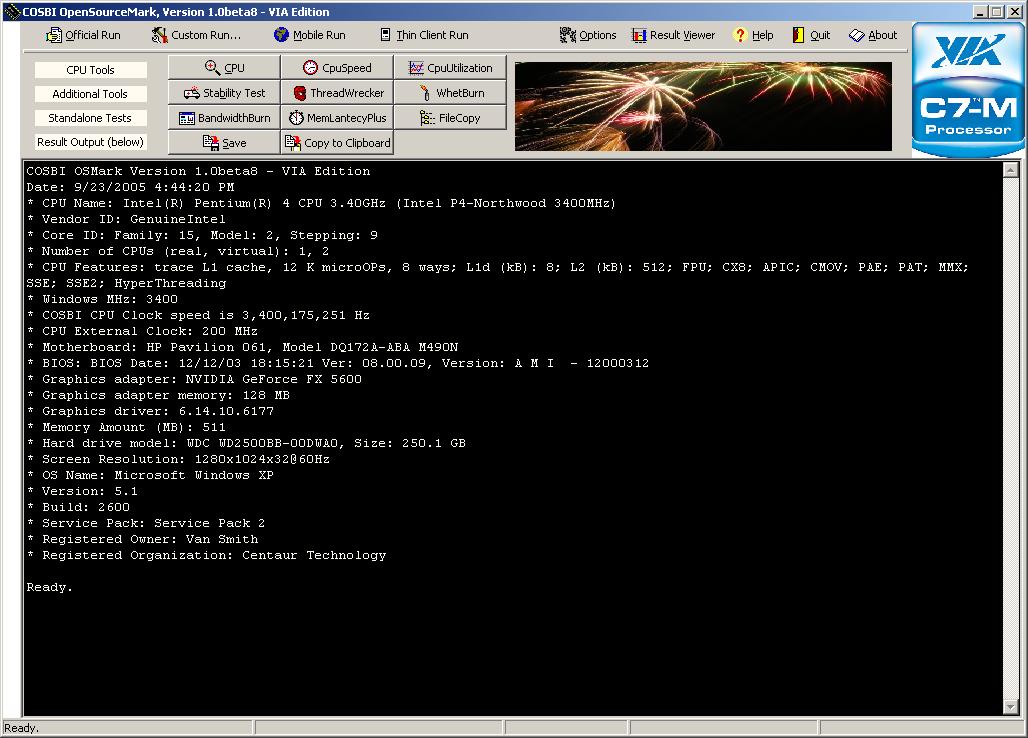 COSBI OpenSourceMark, Version 1.0beta8 - VIA Edition
Official Run Custom Run... Mobile Run Thin Client Run Options Result Viewer Help Quit About
CPU Tools CPU CpuSpeed CpuUtilization
Additional Tools Stability Test ThreadWrecker WhetBurn
Standalone Tests BandwidthBurn MemLantecyPlus FileCopy
Result Output (below) Save Copy to Clipboard
VIA
C7-M
TM
Processor
COSBI OSMark Version 1.0beta8 - VIA Edition
Date: 9/23/2005 4:44:20 PM
* CPU Name: Intel(R) Pentium(R) 4 CPU 3.40GHz (Intel P4-Northwood 3400MHz)
* Vendor ID: GenuineIntel
* Core ID: Family: 15, Model: 2, Stepping: 9
* Number of CPUs (real, virtual): 1, 2
* CPU Features: trace L1 cache, 12 K microOPs, 8 ways; L1d (kB): 8; L2 (kB): 512; FPU; CX8; APIC; CMOV; PAE; PAT; MMX;
SSE; SSE2; HyperThreading
* Windows MHz: 3400
* COSBI CPU Clock speed is 3,400,175,251 Hz
* CPU External Clock: 200 MHz
* Motherboard: HP Pavilion 061, Model DQ172A-ABA M490N
* BIOS: BIOS Date: 12/12/03 18:15:21 Ver: 08.00.09, Version: A M I  - 12000312
* Graphics adapter: NVIDIA GeForce FX 5600
* Graphics adapter memory: 128 MB
* Graphics driver: 6.14.10.6177
* Memory Amount (MB): 511
* Hard drive model: WDC WD2500BB-00DWA0, Size: 250.1 GB
* Screen Resolution: 1280x1024x32@60Hz
* OS Name: Microsoft Windows XP
* Version: 5.1
* Build: 2600
* Service Pack: Service Pack 2
* Registered Owner: Van Smith
* Registered Organization: Centaur Technology
Ready.
Ready.